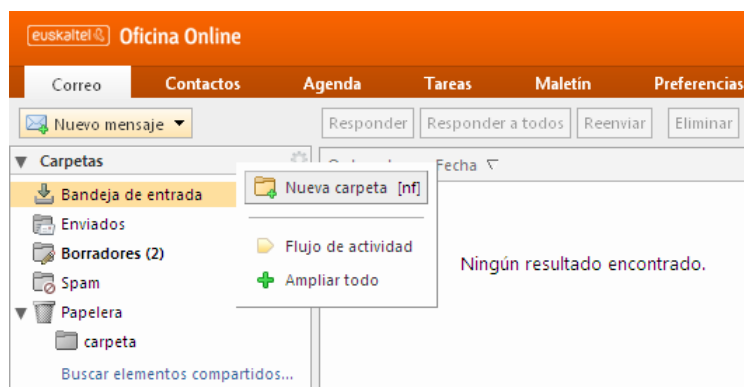 euskaltel Oficina Online
Correo Contactos Agenda Tareas Maletín Preferencias
Nuevo mensaje Responder Responder a todos Reenviar Eliminar
Carpetas
Fecha
Bandeja de entrada
Nueva carpeta [nf]
Enviados
Borradores (2)
Flujo de actividad
Ningún resultado encontrado.
Spam
Ampliar todo
Papelera
carpeta
Buscar elementos compartidos...